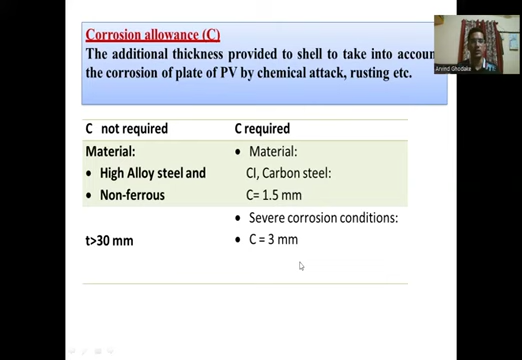 Corrosion allowance (C)
The additional thickness provided to shell to take into accoun
the corrosion of plate of PV by chemical attack, rusting etc.
Arvind Ghodake
C not required
C required
Material:
• High Alloy steel and
• Non-ferrous
• Material:
CI, Carbon steel:
C= 1.5 mm
t>30 mm
• Severe corrosion conditions:
• C = 3 mm